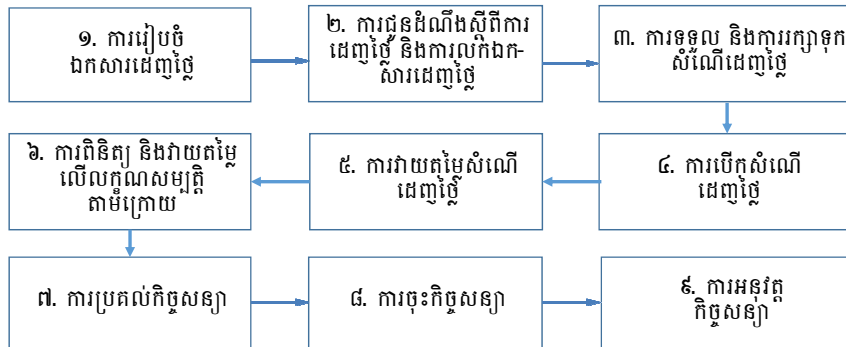 ១. ការរៀបចំ
ឯកសារដេញថ្លៃ
២. ការជូនដំណឹងស្តីពីការ
ដេញថ្លៃ និងការលក់ឯក-
សារដេញថ្លៃ
៣. ការទទួល និងការរក្សាទុក
សំណើដេញថ្លៃ
៤. ការបើកសំណើ
ដេញថ្លៃ
៥. ការវាយតម្លៃសំណើ
ដេញថ្លៃ
៦. ការពិនិត្យ និងវាយតម្លៃ
លើលក្ខណសម្បត្តិ
តាមក្រោយ
៧. ការប្រគល់កិច្ចសន្យា
៨. ការចុះកិច្ចសន្យា
៩. ការអនុវត្ត
កិច្ចសន្យា